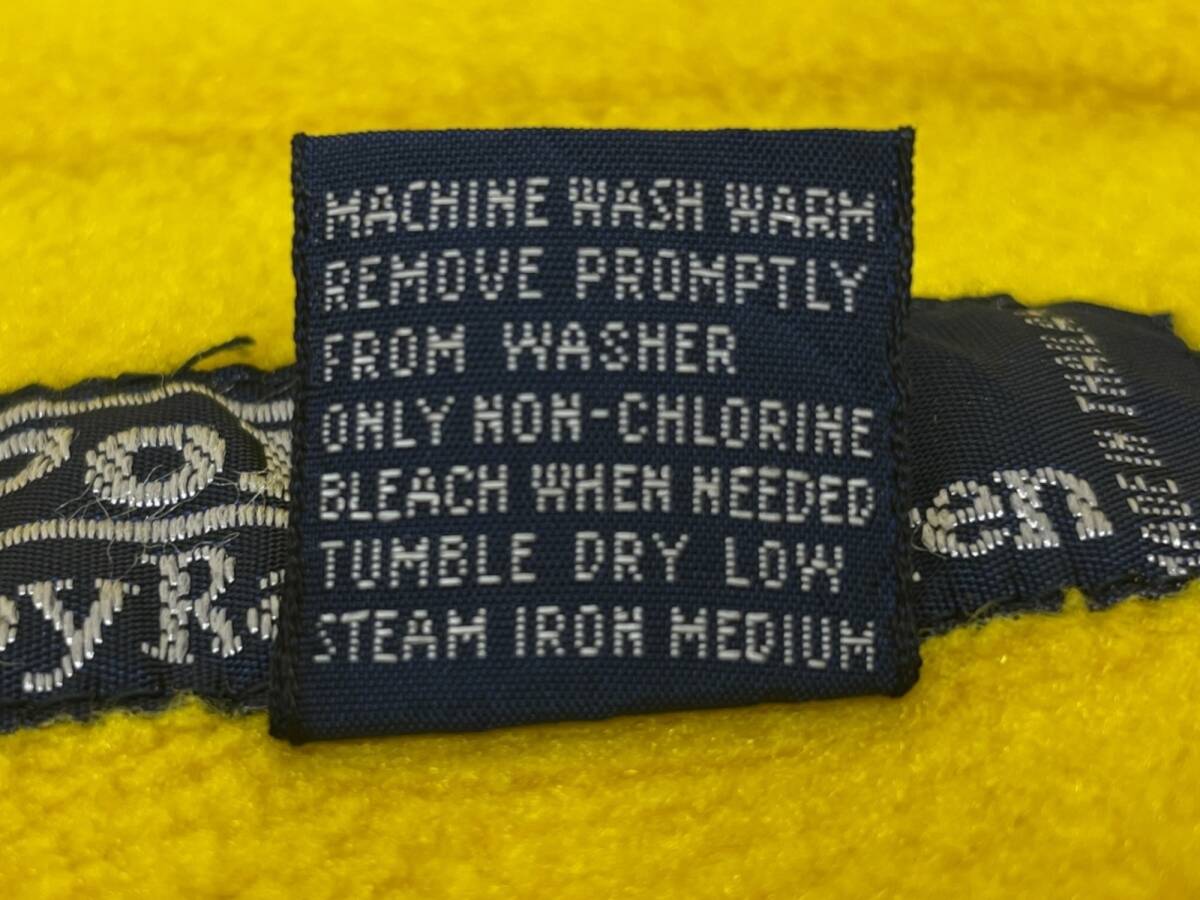 MACHINE WASH WARM
REMOVE PROMPTLY
FROM WASHER
ONLY NON-CHLORINE
BLEACH WHEN NEEDED
TUMBLE DRY LOW
STEAM IRON MEDIUM